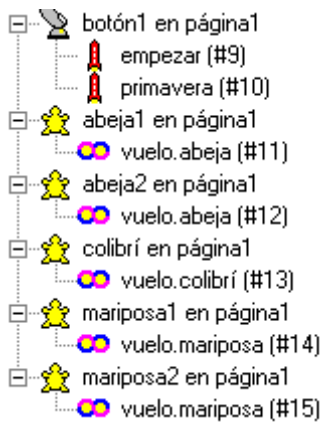 botón1 en página1
empezar (#9)
primavera (#10)
abeja1 en página1
vuelo.abeja (#11)
abeja2 en página1
vuelo.abeja (#12)
colibrí en página1
vuelo.colibrí (#13)
mariposa1 en página1
vuelo.mariposa (#14)
mariposa2 en página1
vuelo.mariposa (#15)